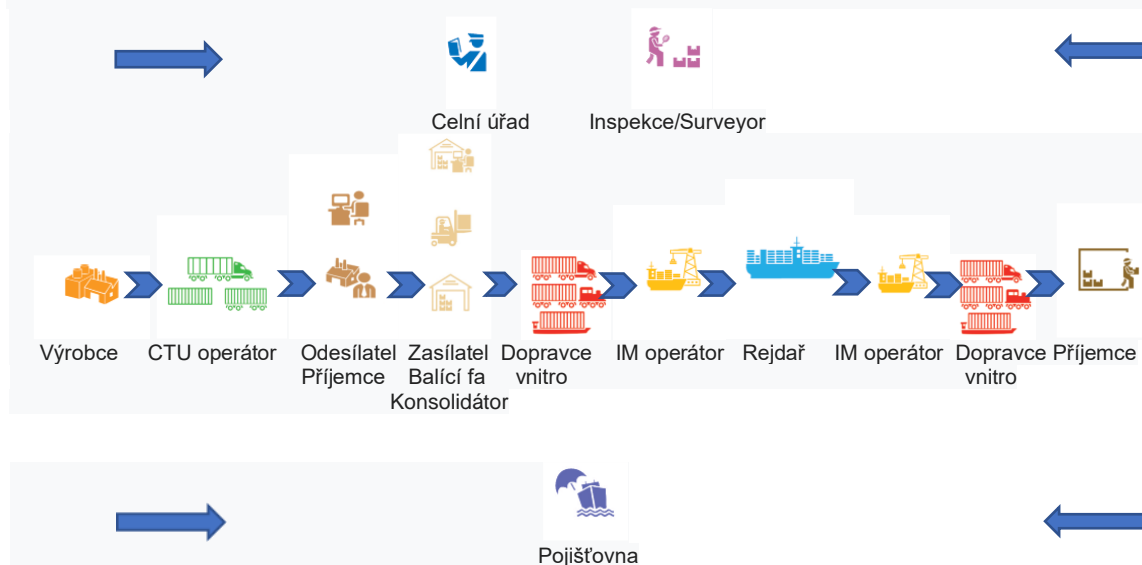 Celní úřad
Inspekce/Surveyor
Výrobce
CTU operátor
Odesílatel
Příjemce
Zasílatel
Balící fa
Konsolidátor
Dopravce
vnitro
IM operátor
Rejdař
IM operátor
Dopravce
vnitro
Příjemce
Pojišťovna